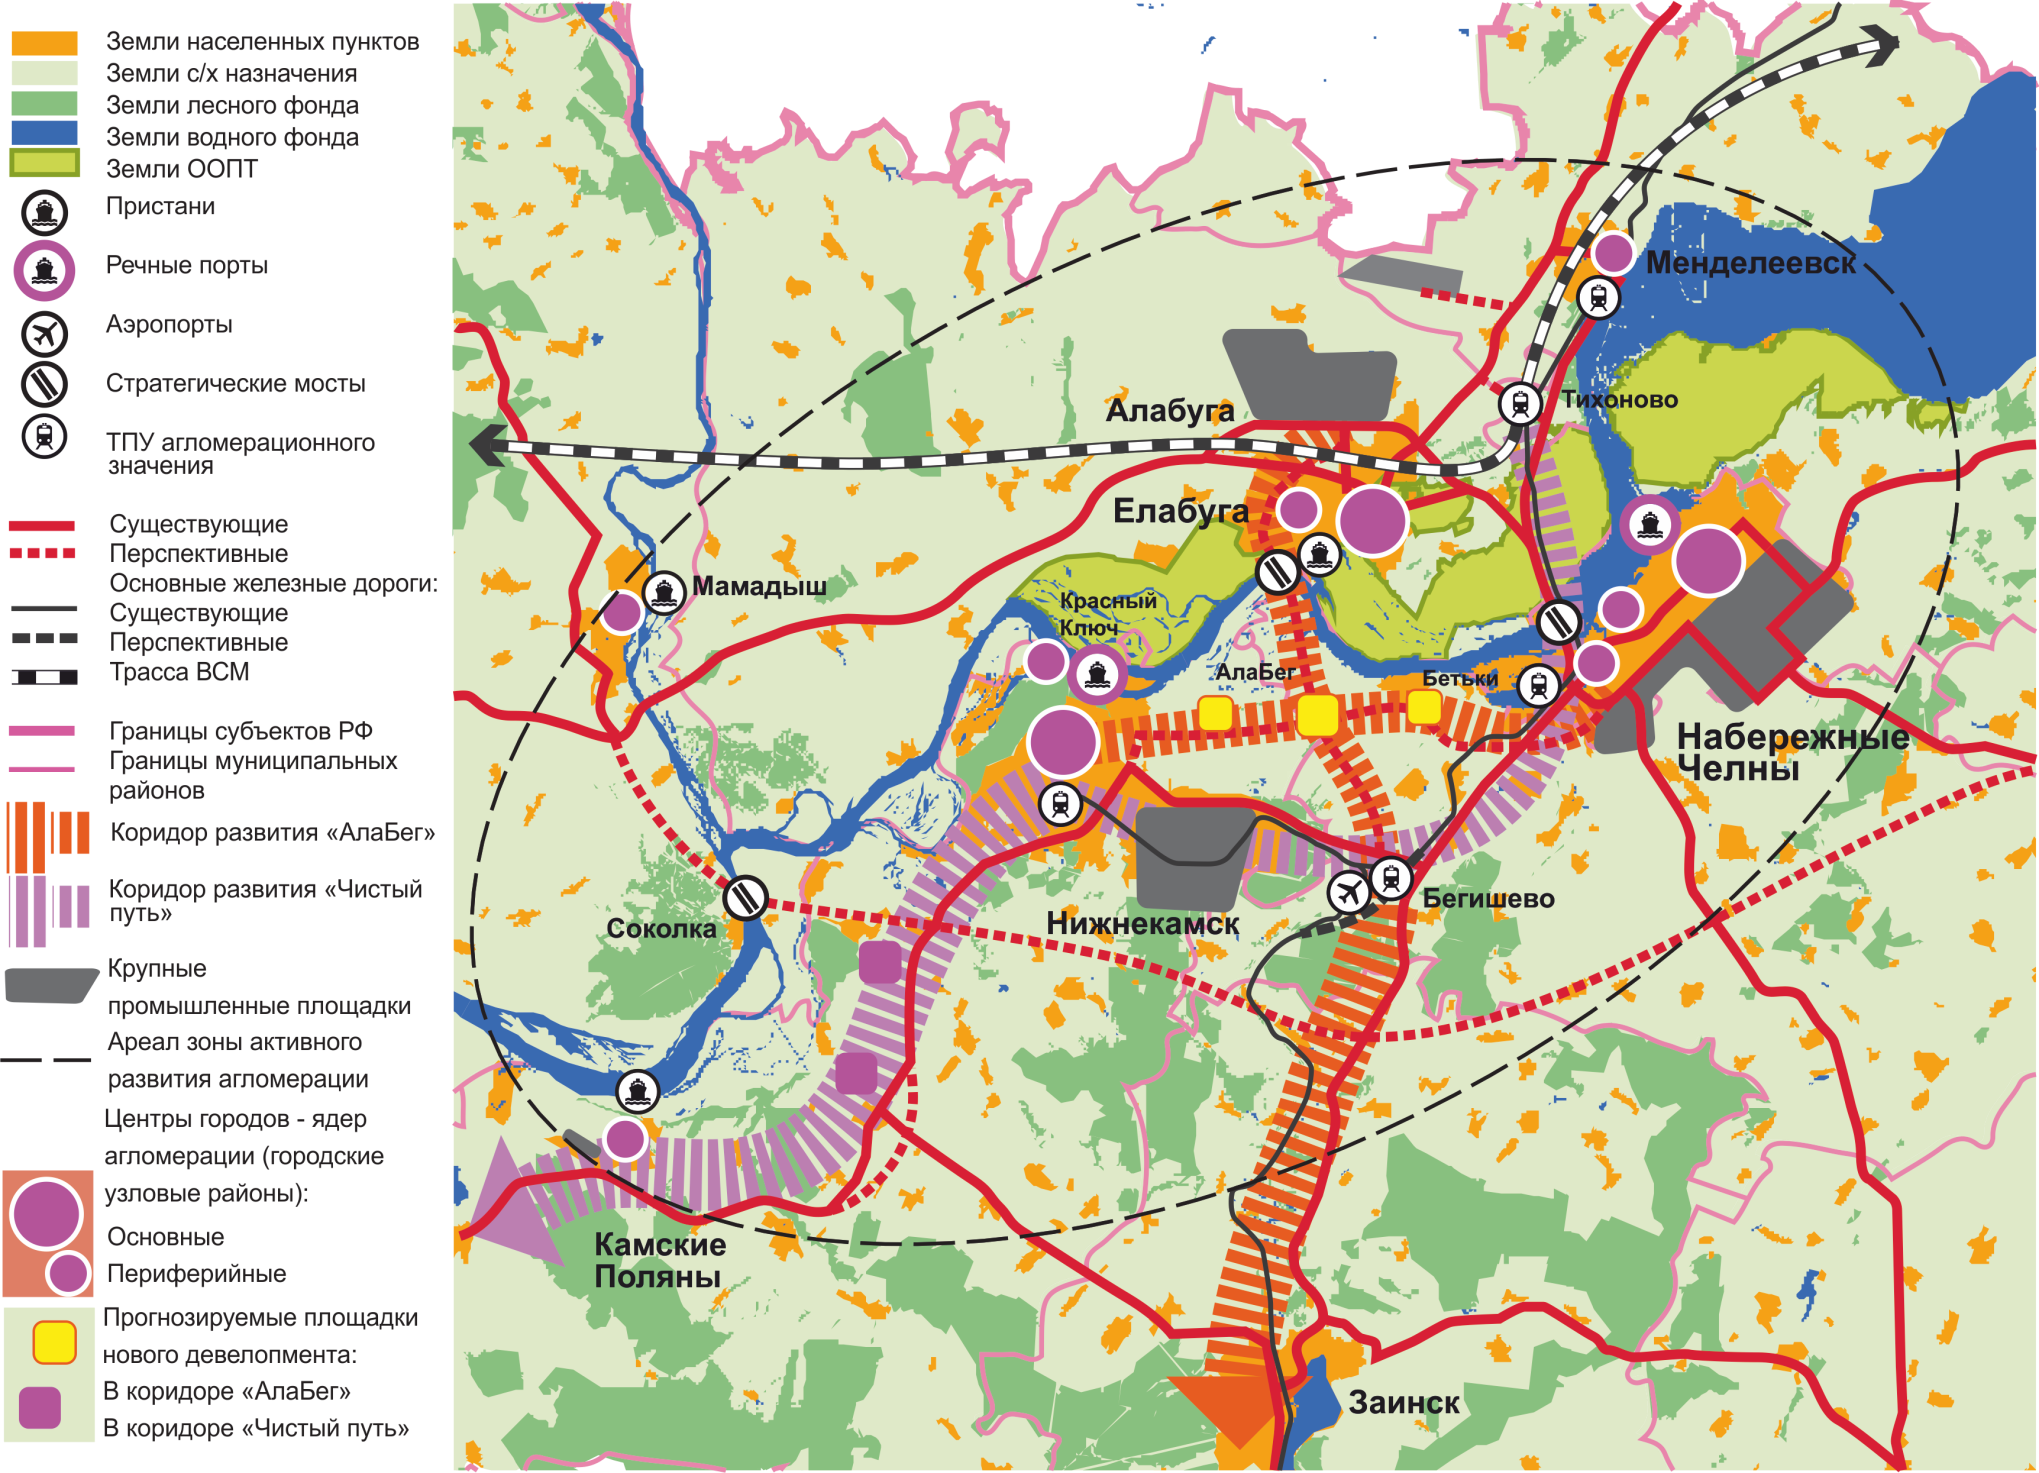 Земли населенных пунктов
Земли с/х назначения
Земли лесного фонда
Земли водного фонда
Земли ООПТ
Пристани
Речные порты
Аэропорты
Стратегические мосты
ТПУ агломерационного
значения
Существующие
Перспективные
Основные железные дороги:
Существующие
Перспективные
Трасса ВСМ
Границы субъектов РФ
Границы муниципальных
районов
Коридор развития «АлаБег»
Коридор развития «Чистый
путь»
Крупные
промышленные площадки
Ареал зоны активного
развития агломерации
Центры городов - ядер
агломерации (городские
узловые районы):
Основные
Периферийные
Прогнозируемые площадки
нового девелопмента:
В коридоре «АлаБег»
В коридоре «Чистый путь»
Менделеевск
Тихоново
Алабуга
Елабуга
Мамадыш
Красный
Ключ
АлаБег
Бетьки
Набережные
Челны
Бегишево
Нижнекамск
Соколка
Камские
Поляны
Заинск